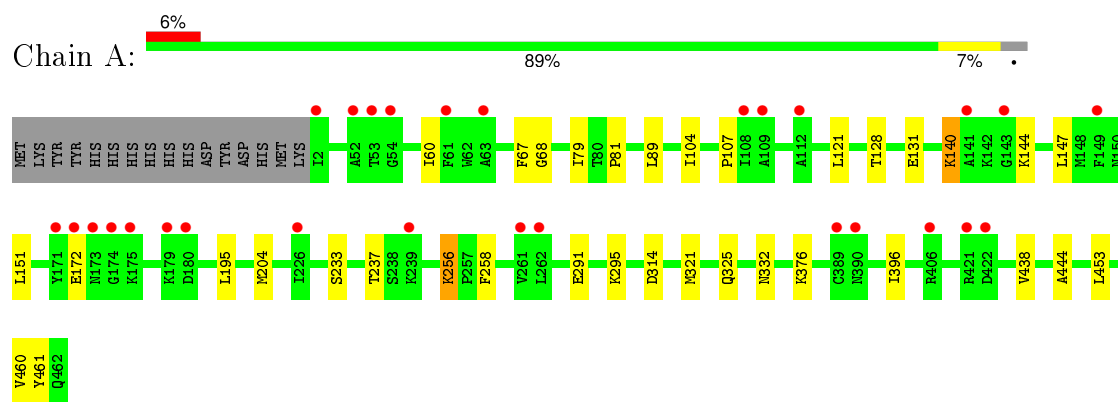 6%
Chain A:
89% 7% •
MET LYS TYR TYR HIS HIS HIS HIS HIS HIS ASP TYR ASP HIS MET LYS I2 A52 T53 G54 I60 F61 W62 A63 F67 G68 I79 T80 P81 L89 I104 P107 I108 A109 A112 L121 T128 E131 K140 A141 K142 G143 K144 L147 M148 F149 N150
L151 Y171 E172 N173 G174 K175 K179 D180 L195 M204 I226 S233 T237 S238 K239 K256 P257 F258 V261 L262 E291 K295 D314 M321 Q325 N332 K376 C389 N390 I396 R406 R421 D422 V438 A444 L453
V460 Y461 Q462